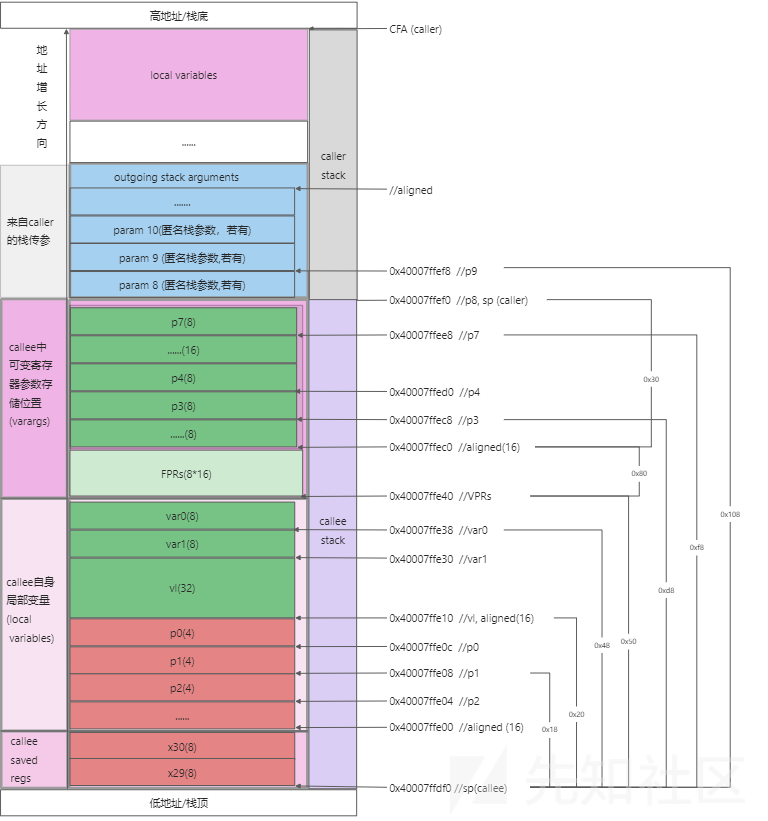 高地址/栈底
CFA (caller)
地
址
增
长
方
向
local variables
......
caller
stack
outgoing stack arguments
//aligned
.......
来自caller
的栈传参
param 10(匿名栈参数，若有)
param 9 (匿名栈参数,若有)
0x40007ffef8 //p9
param 8 (匿名栈参数,若有)
0x40007ffef0 //p8, sp (caller)
callee中
可变寄存
器参数存
储位置
(varargs)
p7(8)
0x40007ffee8 //p7
......(16)
p4(8)
0x40007ffed0 //p4
p3(8)
0x40007ffec8 //p3
......(8)
0x40007ffec0 //aligned(16)
FPRs(8*16)
0x40007ffe40 //VPRs
0x30
0x80
0x108
callee
stack
var0(8)
0x40007ffe38 //var0
var1(8)
0x40007ffe30 //var1
0xf8
callee自身
局部变量
(local
variables)
vl(32)
0xd8
0x40007ffe10 //vl, aligned(16)
p0(4)
0x40007ffe0c //p0
0x48
0x50
p1(4)
0x40007ffe08 //p1
p2(4)
0x40007ffe04 //p2
0x20
......
0x40007ffe00 //aligned (16)
0x18
callee
saved
regs
x30(8)
x29(8)
0x40007ffdf0 //sp(callee)
低地址/栈顶
先知社区